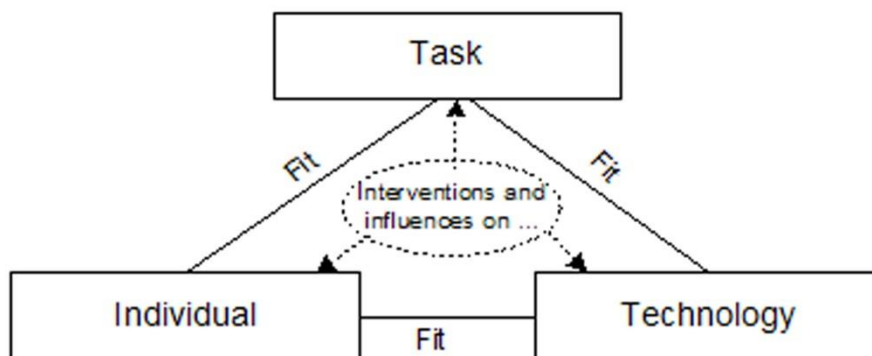 Task
Fit
Fit
Interventions and
influences on ...
Individual
Fit
Technology